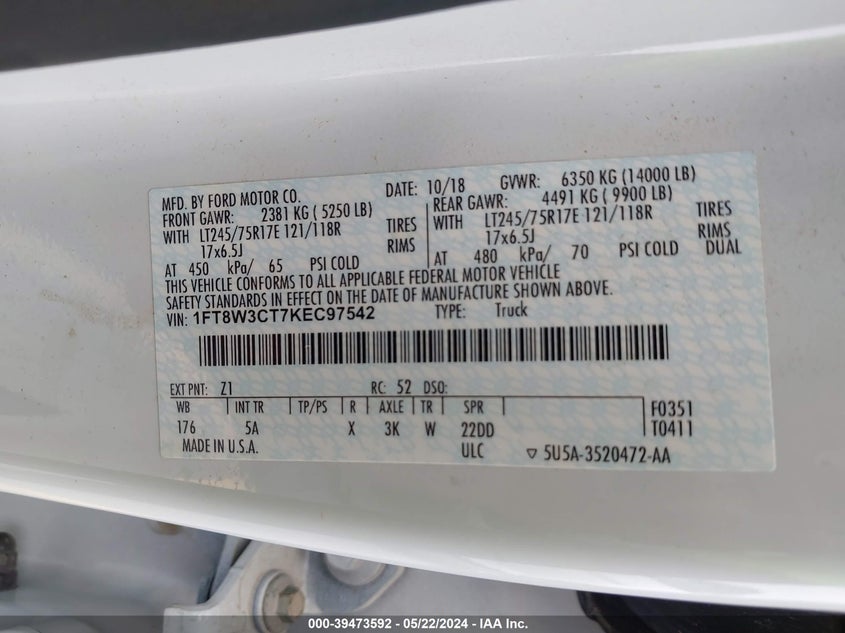 MFD. BY FORD MOTOR CO.
DATE: 10/18 GVWR: 6350 KG (14000 LB)
FRONT GAWR: 2381 KG ( 5250 LB)
WITH LT245/75R17E 121/118R TIRES
17x6.5J RIMS
AT 450 kPa/ 65 PSI COLD
REAR GAWR: 4491 KG ( 9900 LB)
WITH LT245/75R17E 121/118R TIRES
17x6.5J RIMS
AT 480 kPa/ 70 PSI COLD DUAL
THIS VEHICLE CONFORMS TO ALL APPLICABLE FEDERAL MOTOR VEHICLE
SAFETY STANDARDS IN EFFECT ON THE DATE OF MANUFACTURE SHOWN ABOVE.
VIN: 1FT8W3CT7KEC97542 TYPE: Truck
EXT PNT: Z1 RC: 52 DSO:
WB INT TR TP/PS R AXLE TR SPR F0351
176 5A X 3K W 22DD T0411
MADE IN U.S.A. ULC ▽ 5U5A-3520472-AA
000-39473592 - 05/22/2024 - IAA Inc.